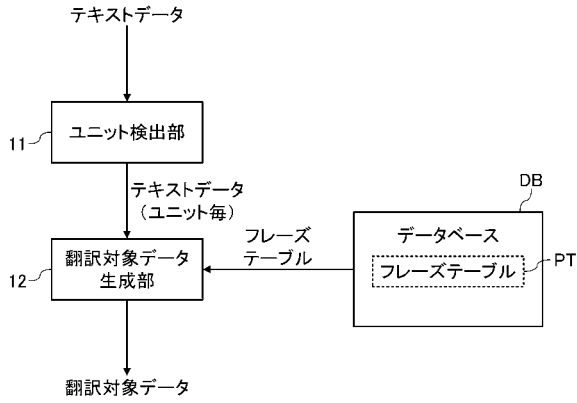 テキストデータ
11
ユニット検出部
テキストデータ
（ユニット毎）
12
翻訳対象データ
生成部
フレーズ
テーブル
DB
データベース
フレーズテーブル
PT
翻訳対象データ